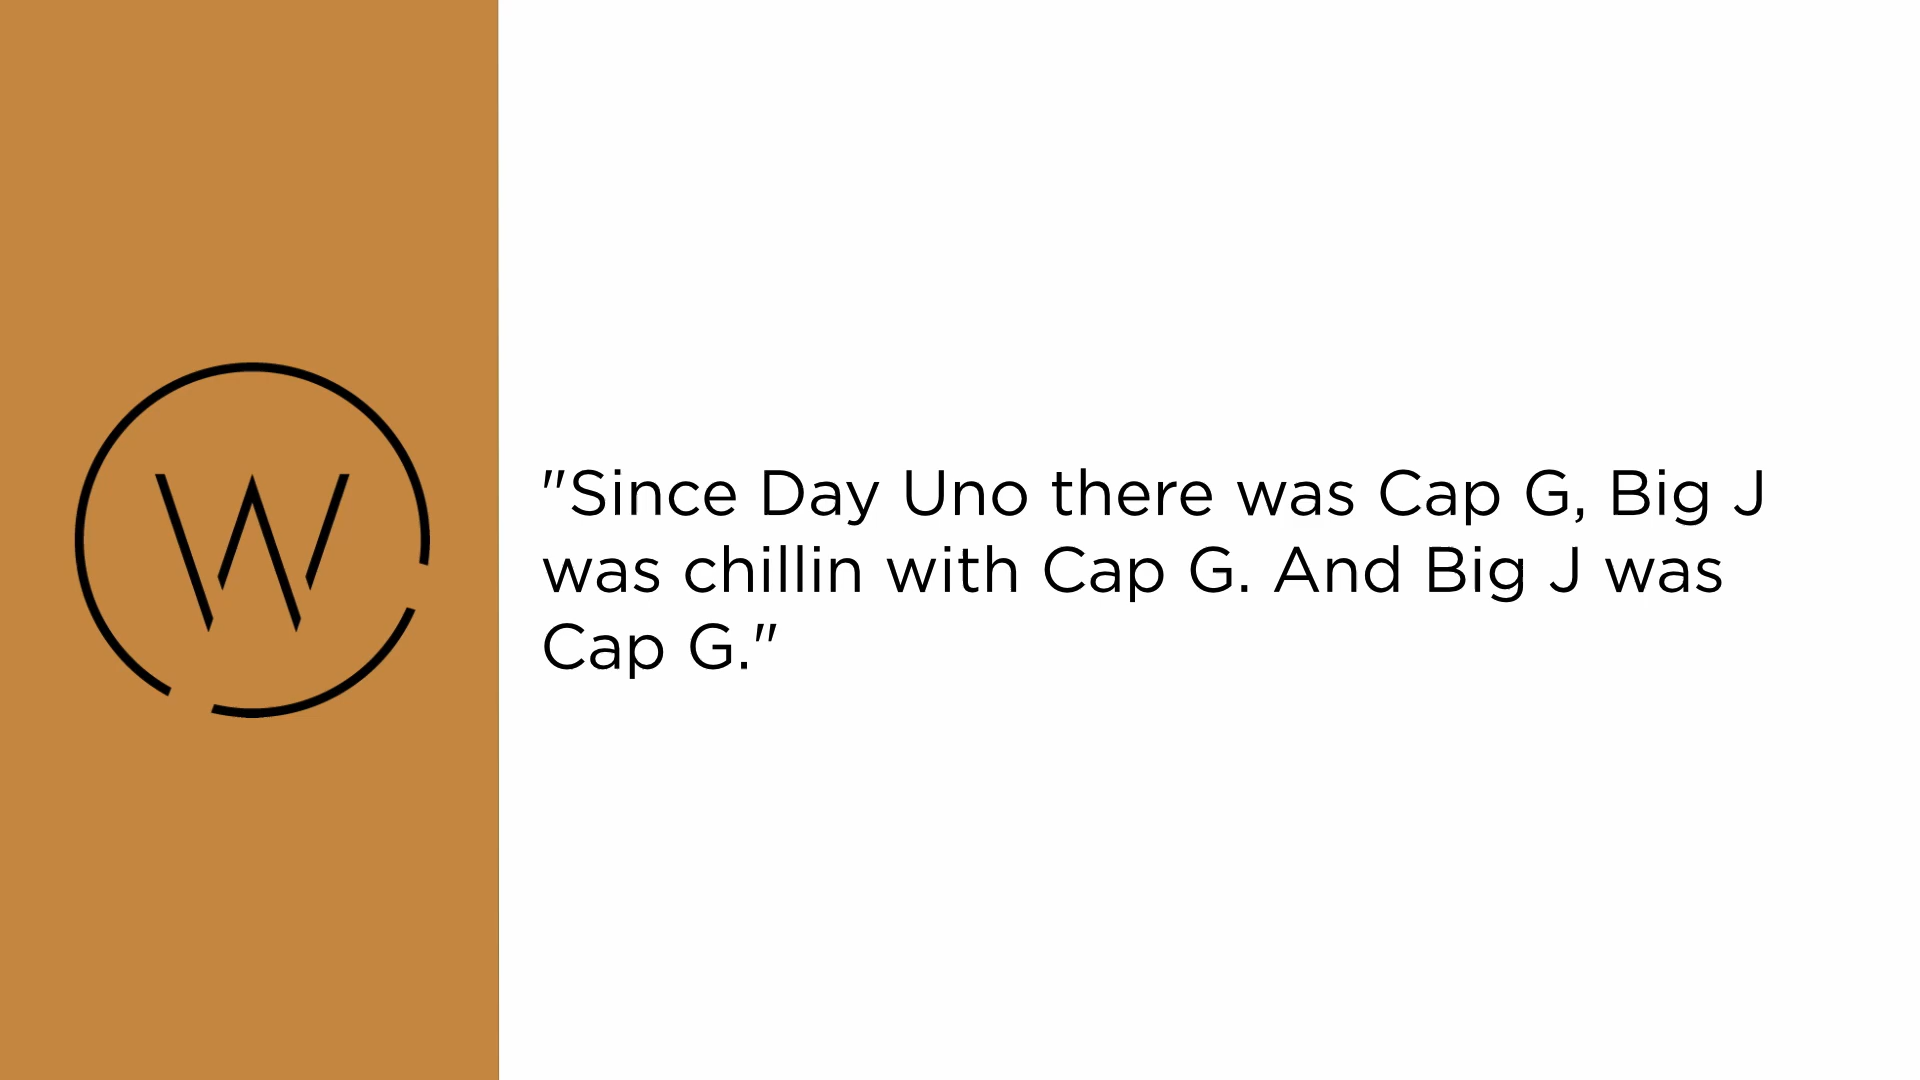 W
"Since Day Uno there was Cap G, Big J
was chillin with Cap G. And Big J was
Cap G."